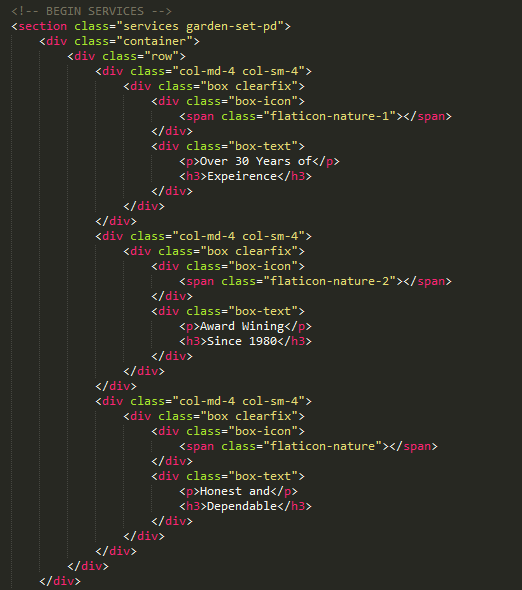 <!-- BEGIN SERVICES -->
<section class="services garden-set-pd">
    <div class="container">
        <div class="row">
            <div class="col-md-4 col-sm-4">
                <div class="box clearfix">
                    <div class="box-icon">
                        <span class="flaticon-nature-1"></span>
                    </div>
                    <div class="box-text">
                        <p>Over 30 Years of</p>
                        <h3>Expeirence</h3>
                    </div>
                </div>
            </div>
            <div class="col-md-4 col-sm-4">
                <div class="box clearfix">
                    <div class="box-icon">
                        <span class="flaticon-nature-2"></span>
                    </div>
                    <div class="box-text">
                        <p>Award Wining</p>
                        <h3>Since 1980</h3>
                    </div>
                </div>
            </div>
            <div class="col-md-4 col-sm-4">
                <div class="box clearfix">
                    <div class="box-icon">
                        <span class="flaticon-nature"></span>
                    </div>
                    <div class="box-text">
                        <p>Honest and</p>
                        <h3>Dependable</h3>
                    </div>
                </div>
            </div>
        </div>
    </div>